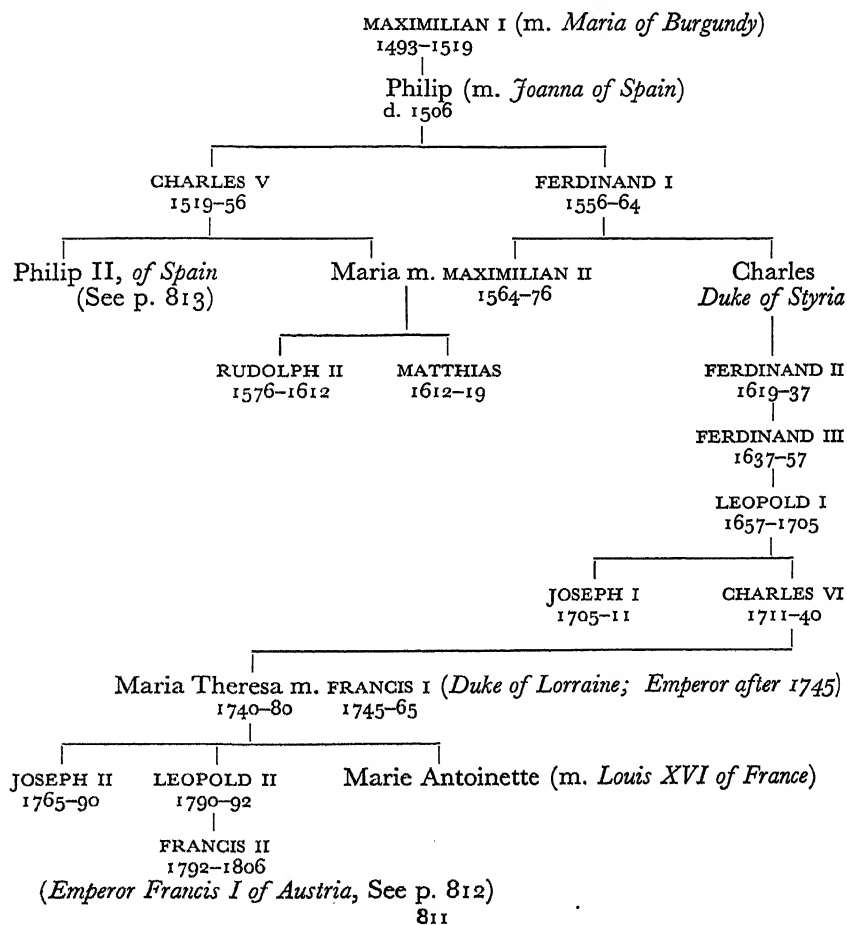 MAXIMILIAN I (m. Maria of Burgundy)
1493–1519
Philip (m. Joanna of Spain)
d. 1506
CHARLES V FERDINAND I
1519–56 1556–64
Philip II, of Spain Maria m. MAXIMILIAN II Charles
(See p. 813) 1564–76 Duke of Styria
RUDOLPH II MATTHIAS FERDINAND II
1576–1612 1612–19 1619–37
FERDINAND III
1637–57
LEOPOLD I
1657–1705
JOSEPH I CHARLES VI
1705–11 1711–40
Maria Theresa m. FRANCIS I (Duke of Lorraine; Emperor after 1745)
1740–80 1745–65
JOSEPH II LEOPOLD II Marie Antoinette (m. Louis XVI of France)
1765–90 1790–92
FRANCIS II
1792–1806
(Emperor Francis I of Austria, See p. 812)
811